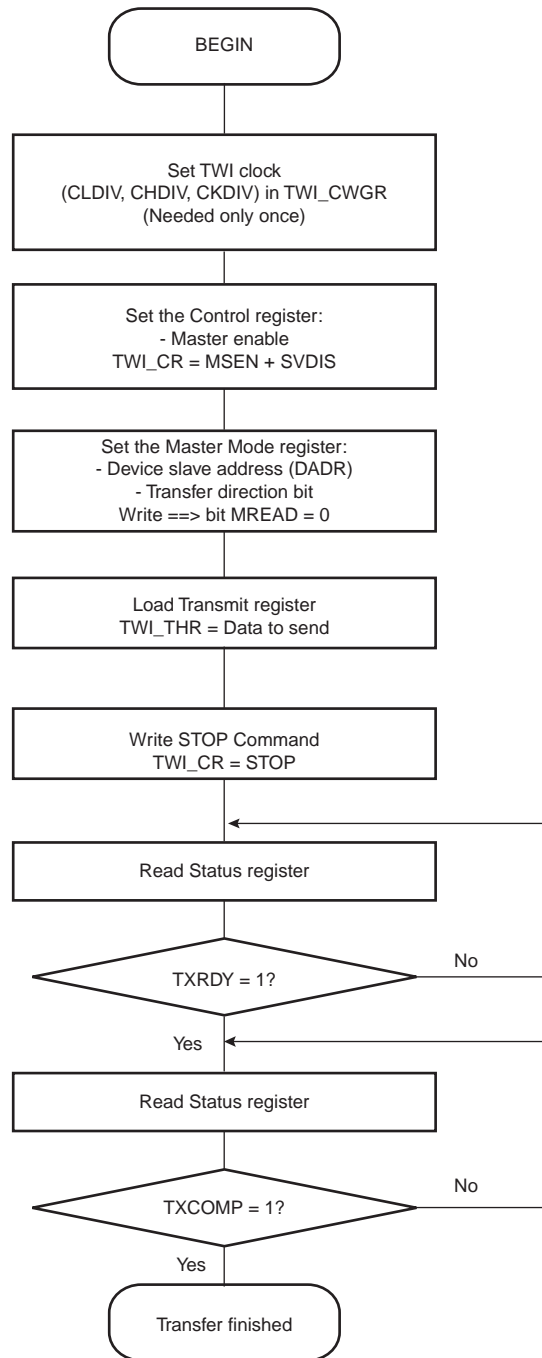 BEGIN
Set TWI clock
(CLDIV, CHDIV, CKDIV) in TWI_CWGR
(Needed only once)
Set the Control register:
- Master enable
TWI_CR = MSEN + SVDIS
Set the Master Mode register:
- Device slave address (DADR)
- Transfer direction bit
Write ==> bit MREAD = 0
Load Transmit register
TWI_THR = Data to send
Write STOP Command
TWI_CR = STOP
Read Status register
TXRDY = 1?
No
Yes
Read Status register
TXCOMP = 1?
No
Yes
Transfer finished